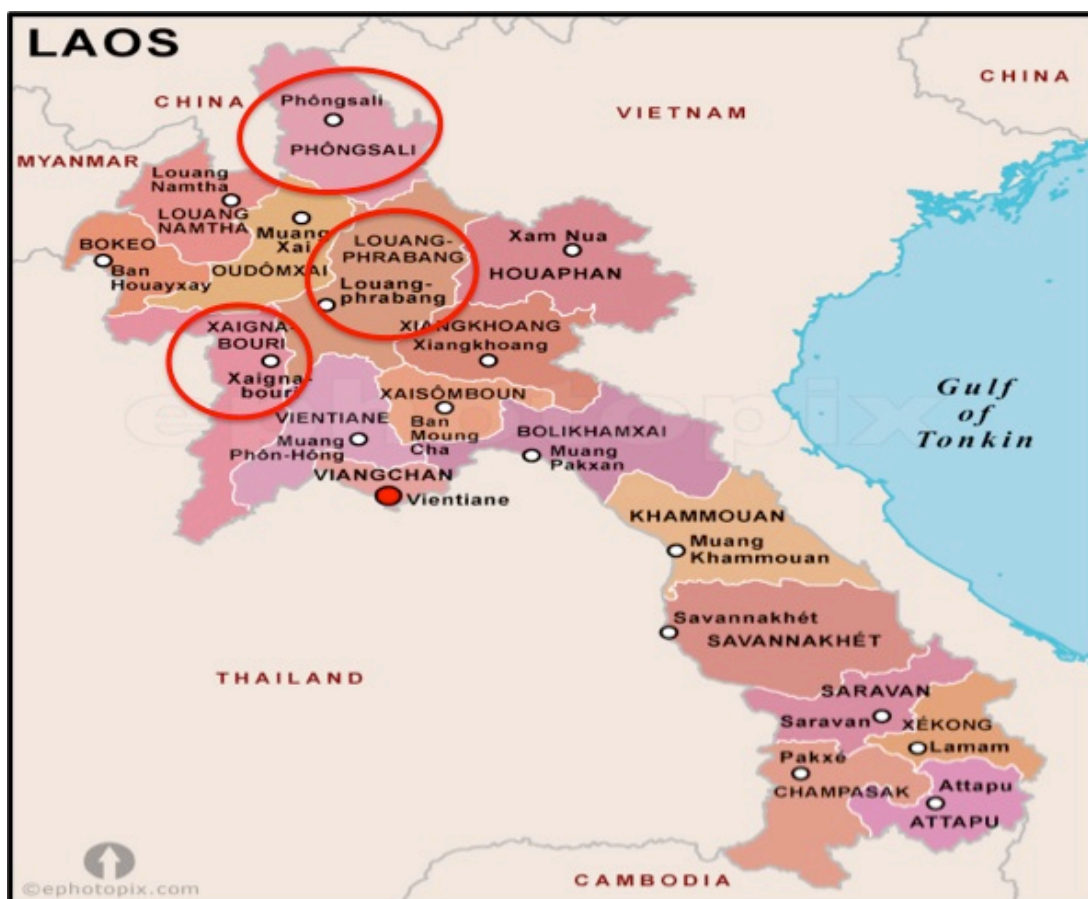 LAOS
CHINA
CHINA
VIETNAM
MYANMAR
Phôngsali
PHÔNGSALI
Louang
Namtha
LOUANG
NAMTHA
Muang
Xai
OUDÔMXAI
BOKEO
Ban
Houayxay
LOUANG-
PHRABANG
Louang-
phrabang
Xam Nua
HOUAPHAN
XAIGNA-
BOURI
Xaigna-
bouri
XIANGKHOANG
Xiangkhoang
XAISÔMBOUN
Ban
Moung
Cha
VIENTIANE
Muang
Phôn-Hông
BOLIKHAMXAI
Muang
Pakxan
VIANGCHAN
Vientiane
Gulf
of
Tonkin
KHAMMOUAN
Muang
Khammouan
Savannakhét
SAVANNAKHÉT
THAILAND
SARAVAN
Saravan
XÉKONG
Lamam
Pakxé
CHAMPASAK
Attapu
ATTAPU
CAMBODIA
ephotopix
©ephotopix.com